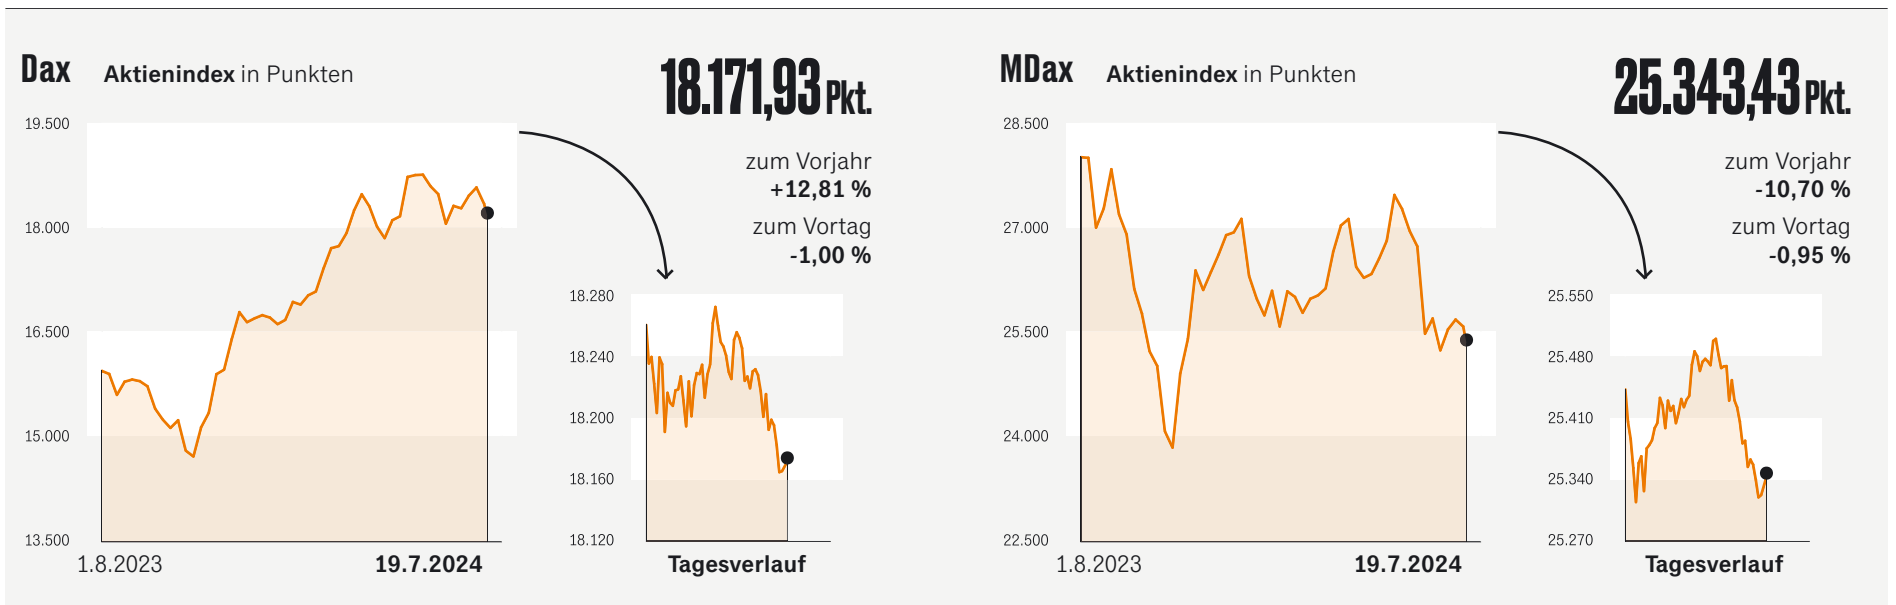 Dax Aktienindex in Punkten
18.171,93 Pkt.
zum Vorjahr
+12,81 %
zum Vortag
-1,00 %
19.500
18.000
16.500
15.000
13.500
1.8.2023
19.7.2024
18.280
18.240
18.200
18.160
18.120
Tagesverlauf
MDax Aktienindex in Punkten
25.343,43 Pkt.
zum Vorjahr
-10,70 %
zum Vortag
-0,95 %
28.500
27.000
25.500
24.000
22.500
1.8.2023
19.7.2024
25.550
25.480
25.410
25.340
25.270
Tagesverlauf